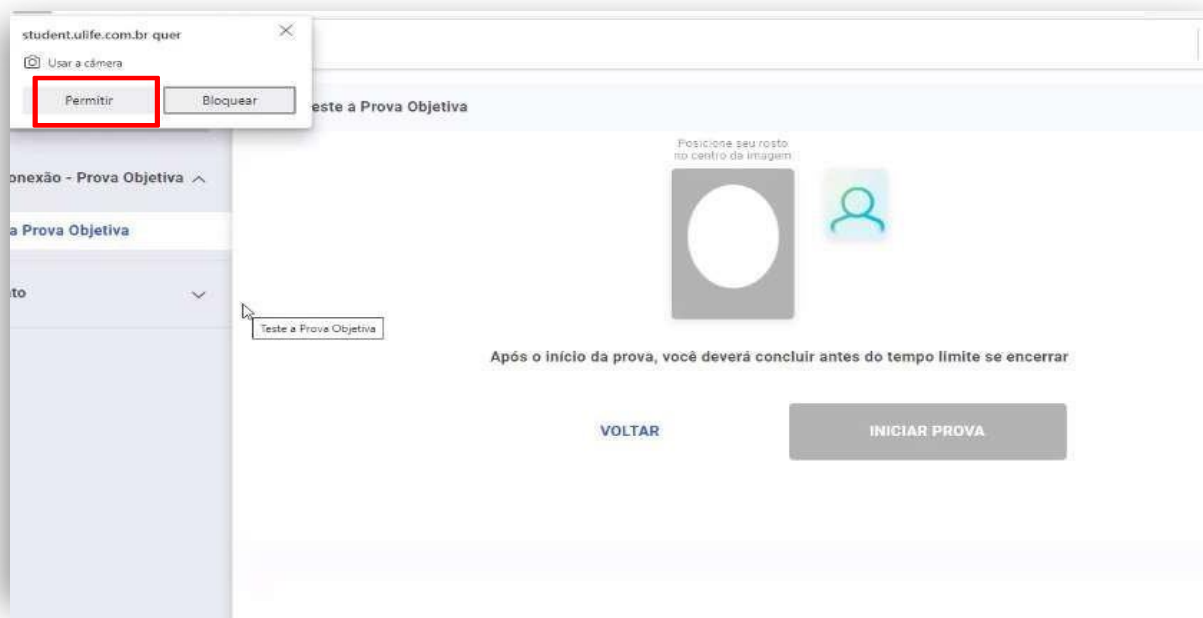 student.ulife.com.br quer
Usar a câmera
Permitir Bloquear
este a Prova Objetiva
Posicione seu rosto
no centro da imagem
onexão - Prova Objetiva
a Prova Objetiva
to
Teste a Prova Objetiva
Após o início da prova, você deverá concluir antes do tempo limite se encerrar
VOLTAR INICIAR PROVA